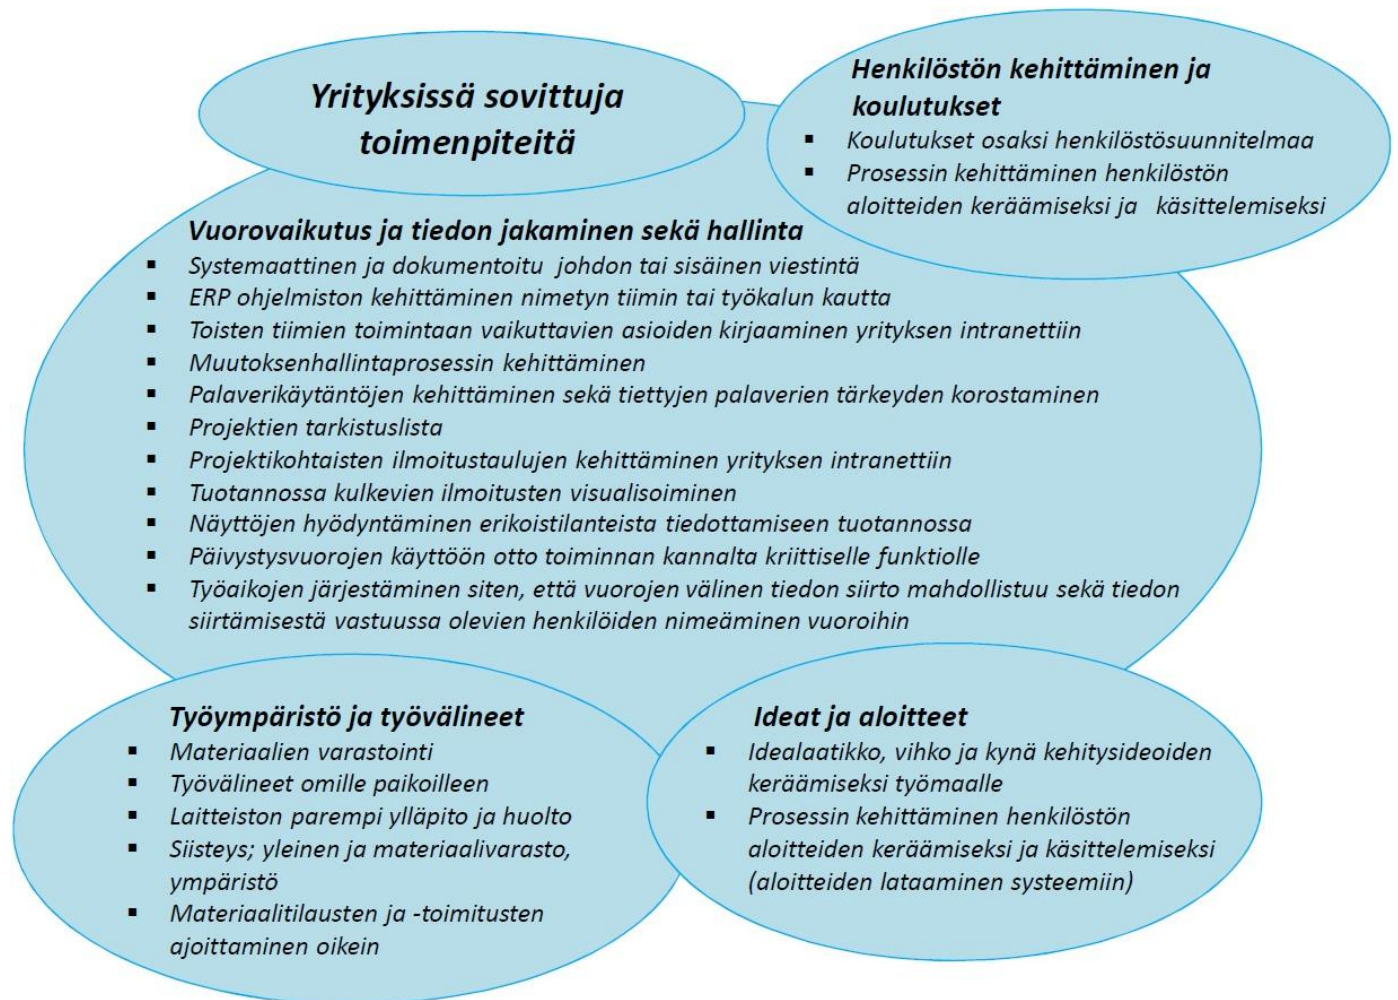 Yrityksissä sovittuja
toimenpiteitä
Henkilöstön kehittäminen ja
koulutukset
▪ Koulutukset osaksi henkilöstösuunnitelmaa
▪ Prosessin kehittäminen henkilöstön
aloitteiden keräämiseksi ja käsittelemiseksi
Vuorovaikutus ja tiedon jakaminen sekä hallinta
▪ Systemaattinen ja dokumentoitu johdon tai sisäinen viestintä
▪ ERP ohjelmiston kehittäminen nimetyn tiimin tai työkalun kautta
▪ Toisten tiimien toimintaan vaikuttavien asioiden kirjaaminen yrityksen intranettiin
▪ Muutoksenhallintaprosessin kehittäminen
▪ Palaverikäytäntöjen kehittäminen sekä tiettyjen palaverien tärkeyden korostaminen
▪ Projektien tarkistuslista
▪ Projektikohtaisten ilmoitustaulujen kehittäminen yrityksen intranettiin
▪ Tuotannossa kulkevien ilmoitusten visualisoiminen
▪ Näyttöjen hyödyntäminen erikoistilanteista tiedottamiseen tuotannossa
▪ Päivystysvuorojen käyttöön otto toiminnan kannalta kriittiselle funktiolle
▪ Työaikojen järjestäminen siten, että vuorojen välinen tiedon siirto mahdollistuu sekä tiedon
siirtämisestä vastuussa olevien henkilöiden nimeäminen vuoroihin
Työympäristö ja työvälineet
▪ Materiaalien varastointi
▪ Työvälineet omille paikoilleen
▪ Laitteiston parempi ylläpito ja huolto
▪ Siisteys; yleinen ja materiaalivarasto,
ympäristö
▪ Materiaalitilausten ja -toimitusten
ajoittaminen oikein
Ideat ja aloitteet
▪ Idealaatikko, vihko ja kynä kehitysideoiden
keräämiseksi työmaalle
▪ Prosessin kehittäminen henkilöstön
aloitteiden keräämiseksi ja käsittelemiseksi
(aloitteiden lataaminen systeemiin)